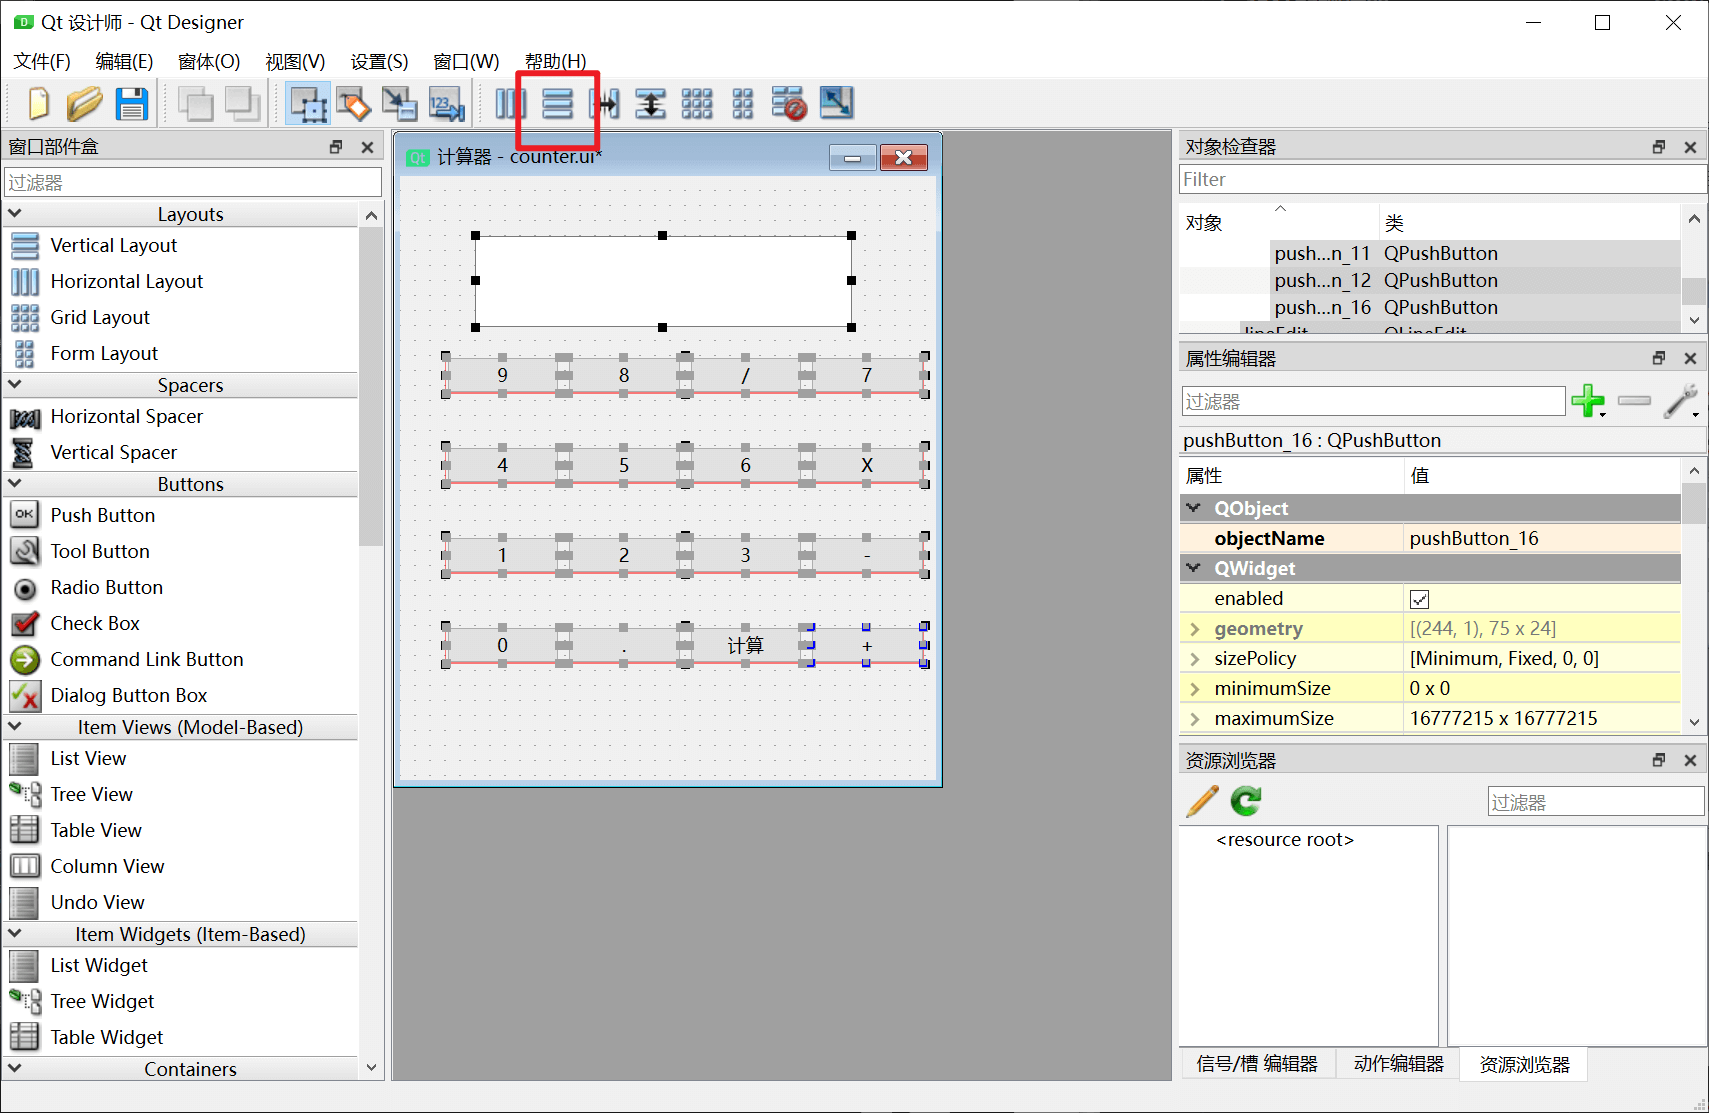 Qt 设计师 - Qt Designer
文件(F) 编辑(E) 窗体(O) 视图(V) 设置(S) 窗口(W) 帮助(H)
123
窗口部件盒
过滤器
Layouts
Vertical Layout
Horizontal Layout
Grid Layout
Form Layout
Spacers
Horizontal Spacer
Vertical Spacer
Buttons
OK Push Button
Tool Button
Radio Button
Check Box
Command Link Button
Dialog Button Box
Item Views (Model-Based)
List View
Tree View
Table View
Column View
Undo View
Item Widgets (Item-Based)
List Widget
Tree Widget
Table Widget
Containers
Qt 计算器 - counter.ui*
9 8 / 7
4 5 6 X
1 2 3 -
0 . 计算 +
对象检查器
Filter
对象 类
push...n_11 QPushButton
push...n_12 QPushButton
push...n_16 QPushButton
lineEdit QLineEdit
属性编辑器
过滤器
pushButton_16 : QPushButton
属性 值
QObject
objectName pushButton_16
QWidget
enabled
geometry [(244, 1), 75 x 24]
sizePolicy [Minimum, Fixed, 0, 0]
minimumSize 0 x 0
maximumSize 16777215 x 16777215
资源浏览器
过滤器
<resource root>
信号/槽 编辑器 动作编辑器 资源浏览器